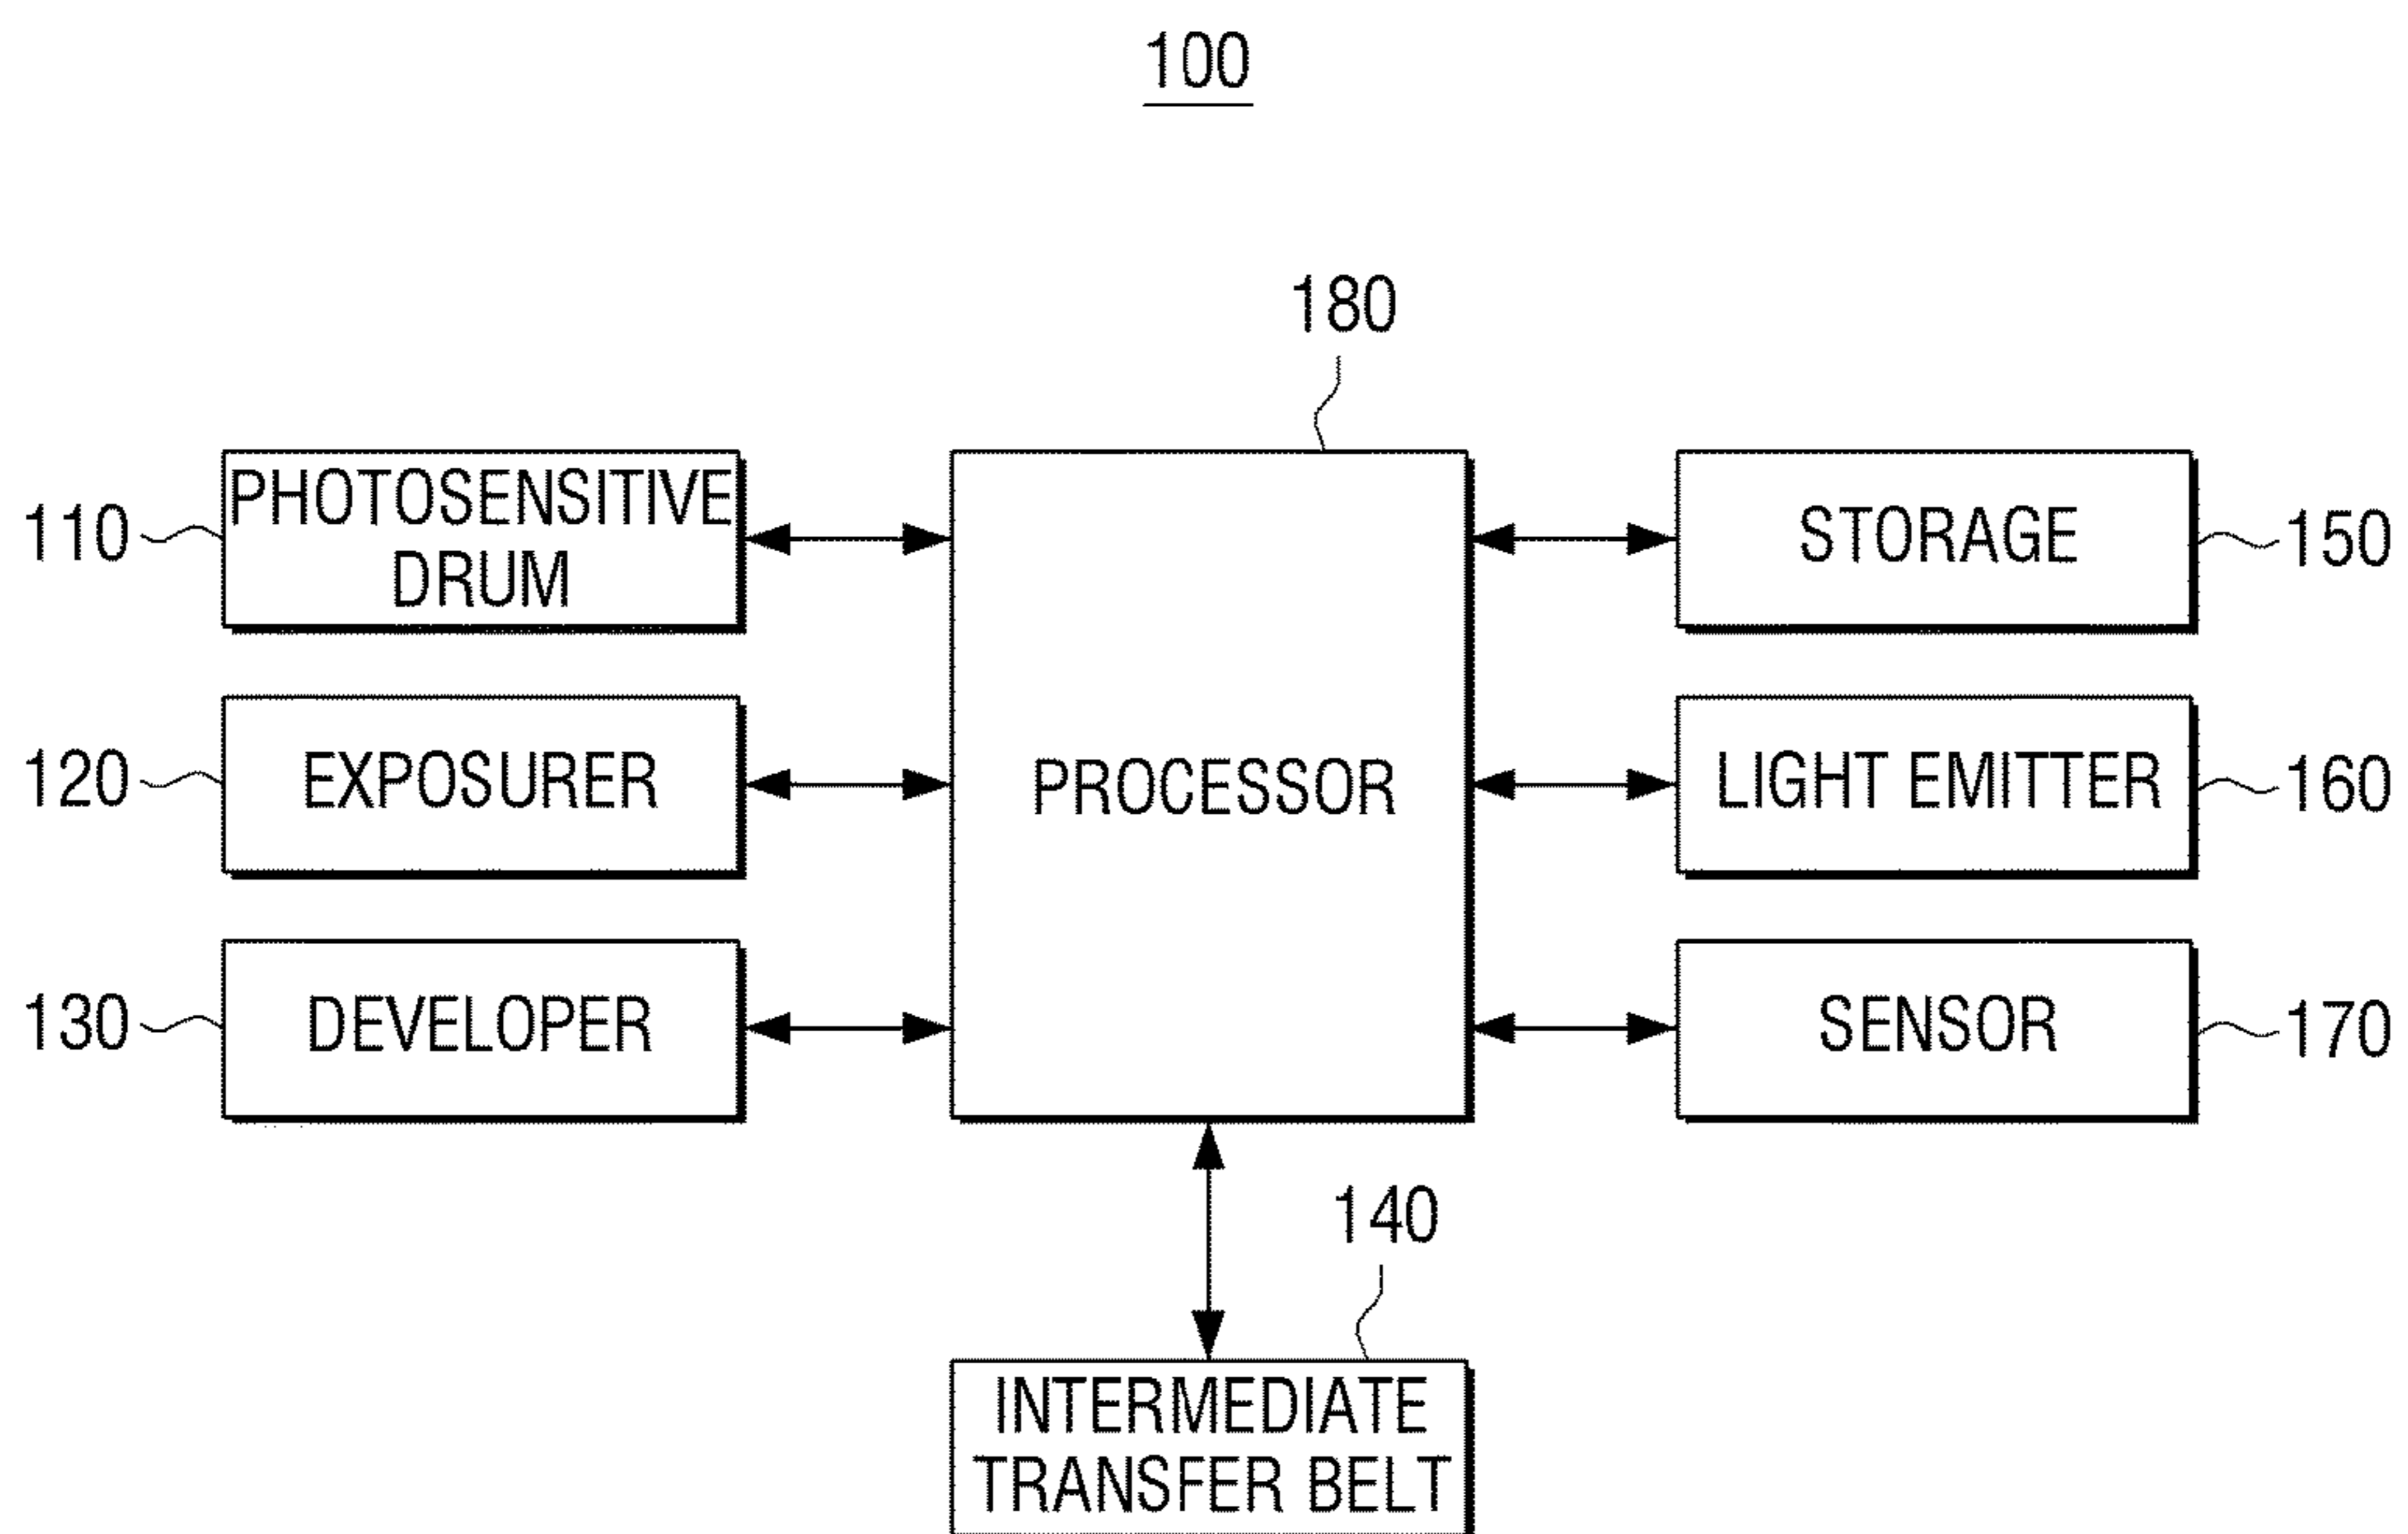 100
180
110
PHOTOSENSITIVE
DRUM
STORAGE
150
120
EXPOSURER
PROCESSOR
LIGHT EMITTER
160
130
DEVELOPER
SENSOR
170
140
INTERMEDIATE
TRANSFER BELT